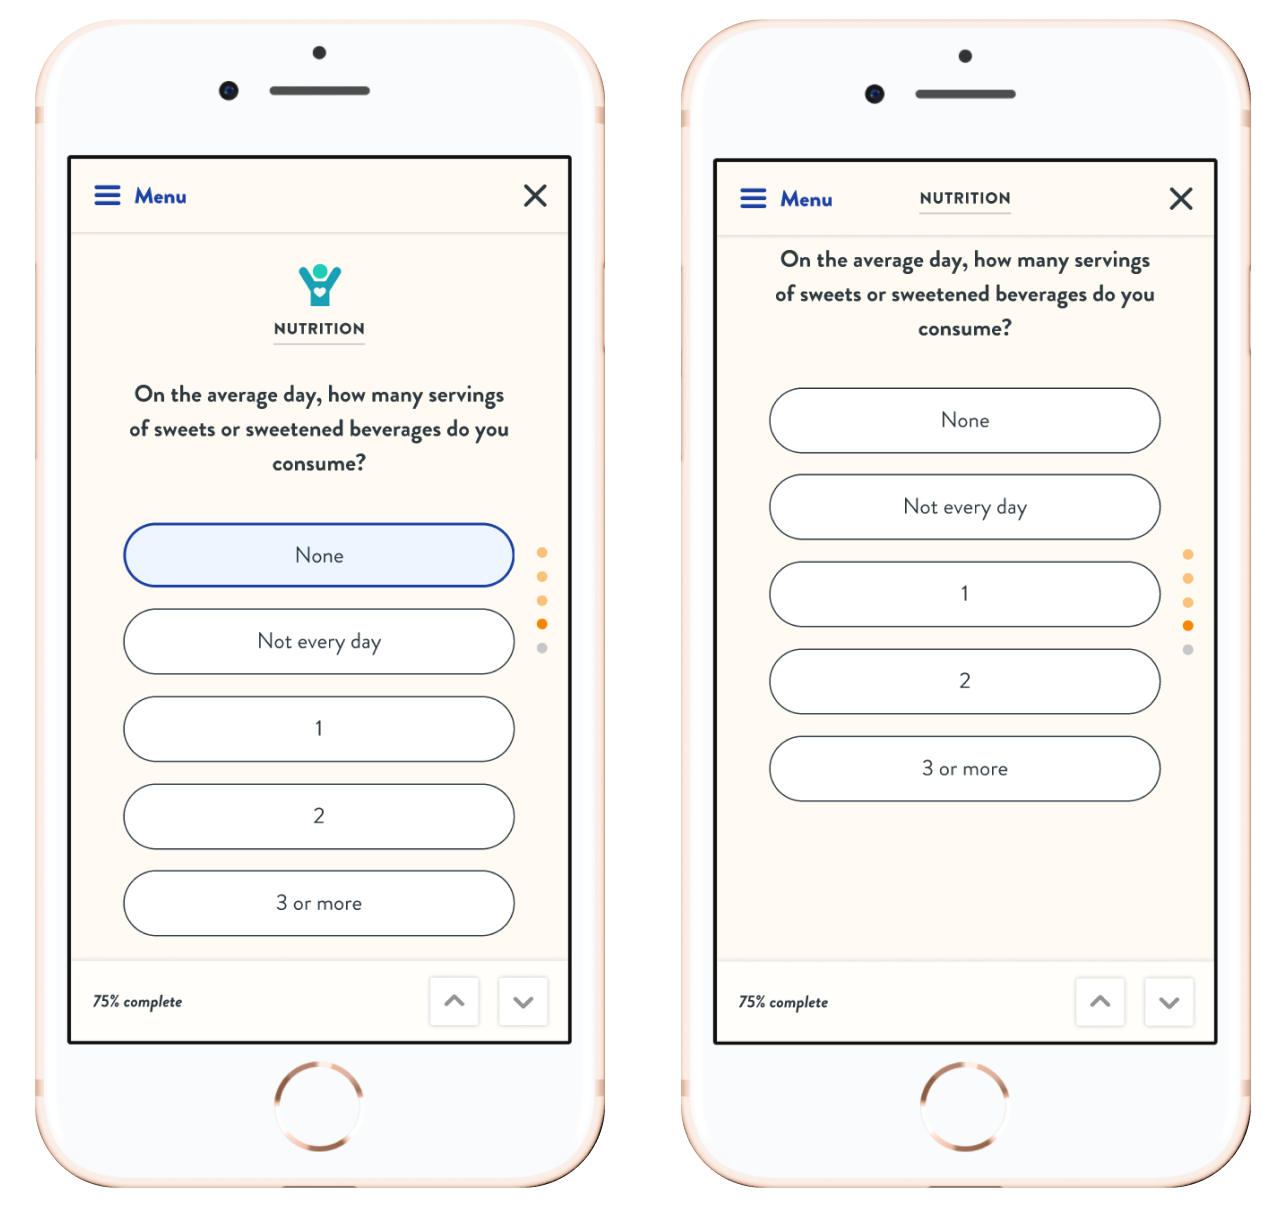 Menu
NUTRITION
On the average day, how many servings
of sweets or sweetened beverages do you
consume?
None
Not every day
1
2
3 or more
75% complete
Menu
NUTRITION
On the average day, how many servings
of sweets or sweetened beverages do you
consume?
None
Not every day
1
2
3 or more
75% complete